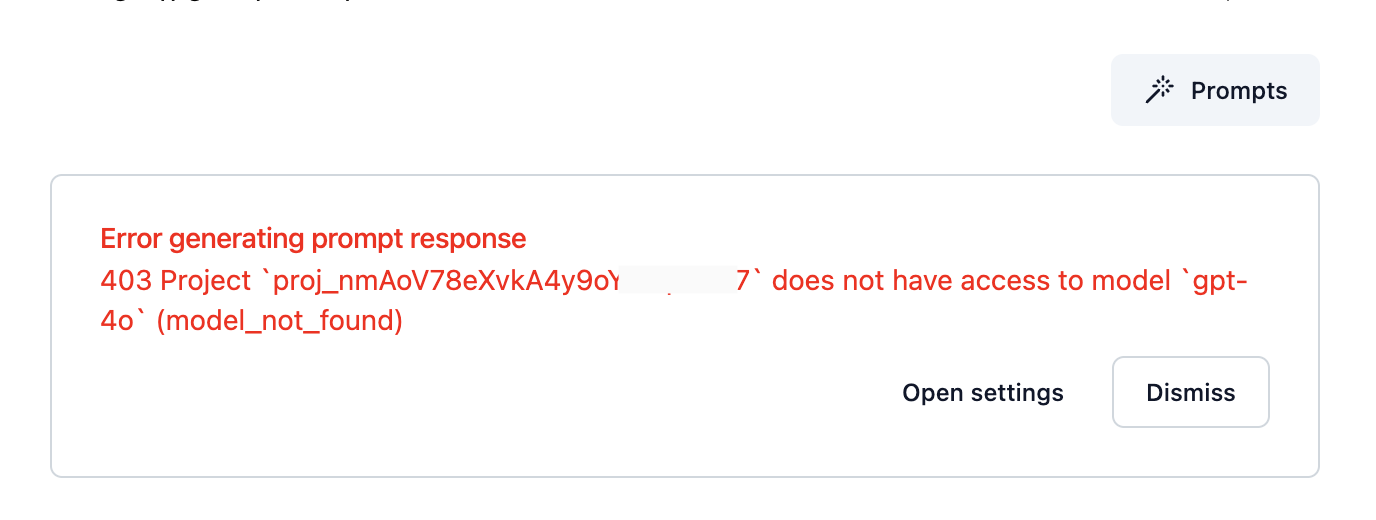 Prompts
Error generating prompt response
403 Project `proj_nmAoV78eXvkA4y9oY 7` does not have access to model `gpt-
4o` (model_not_found)
Open settings
Dismiss